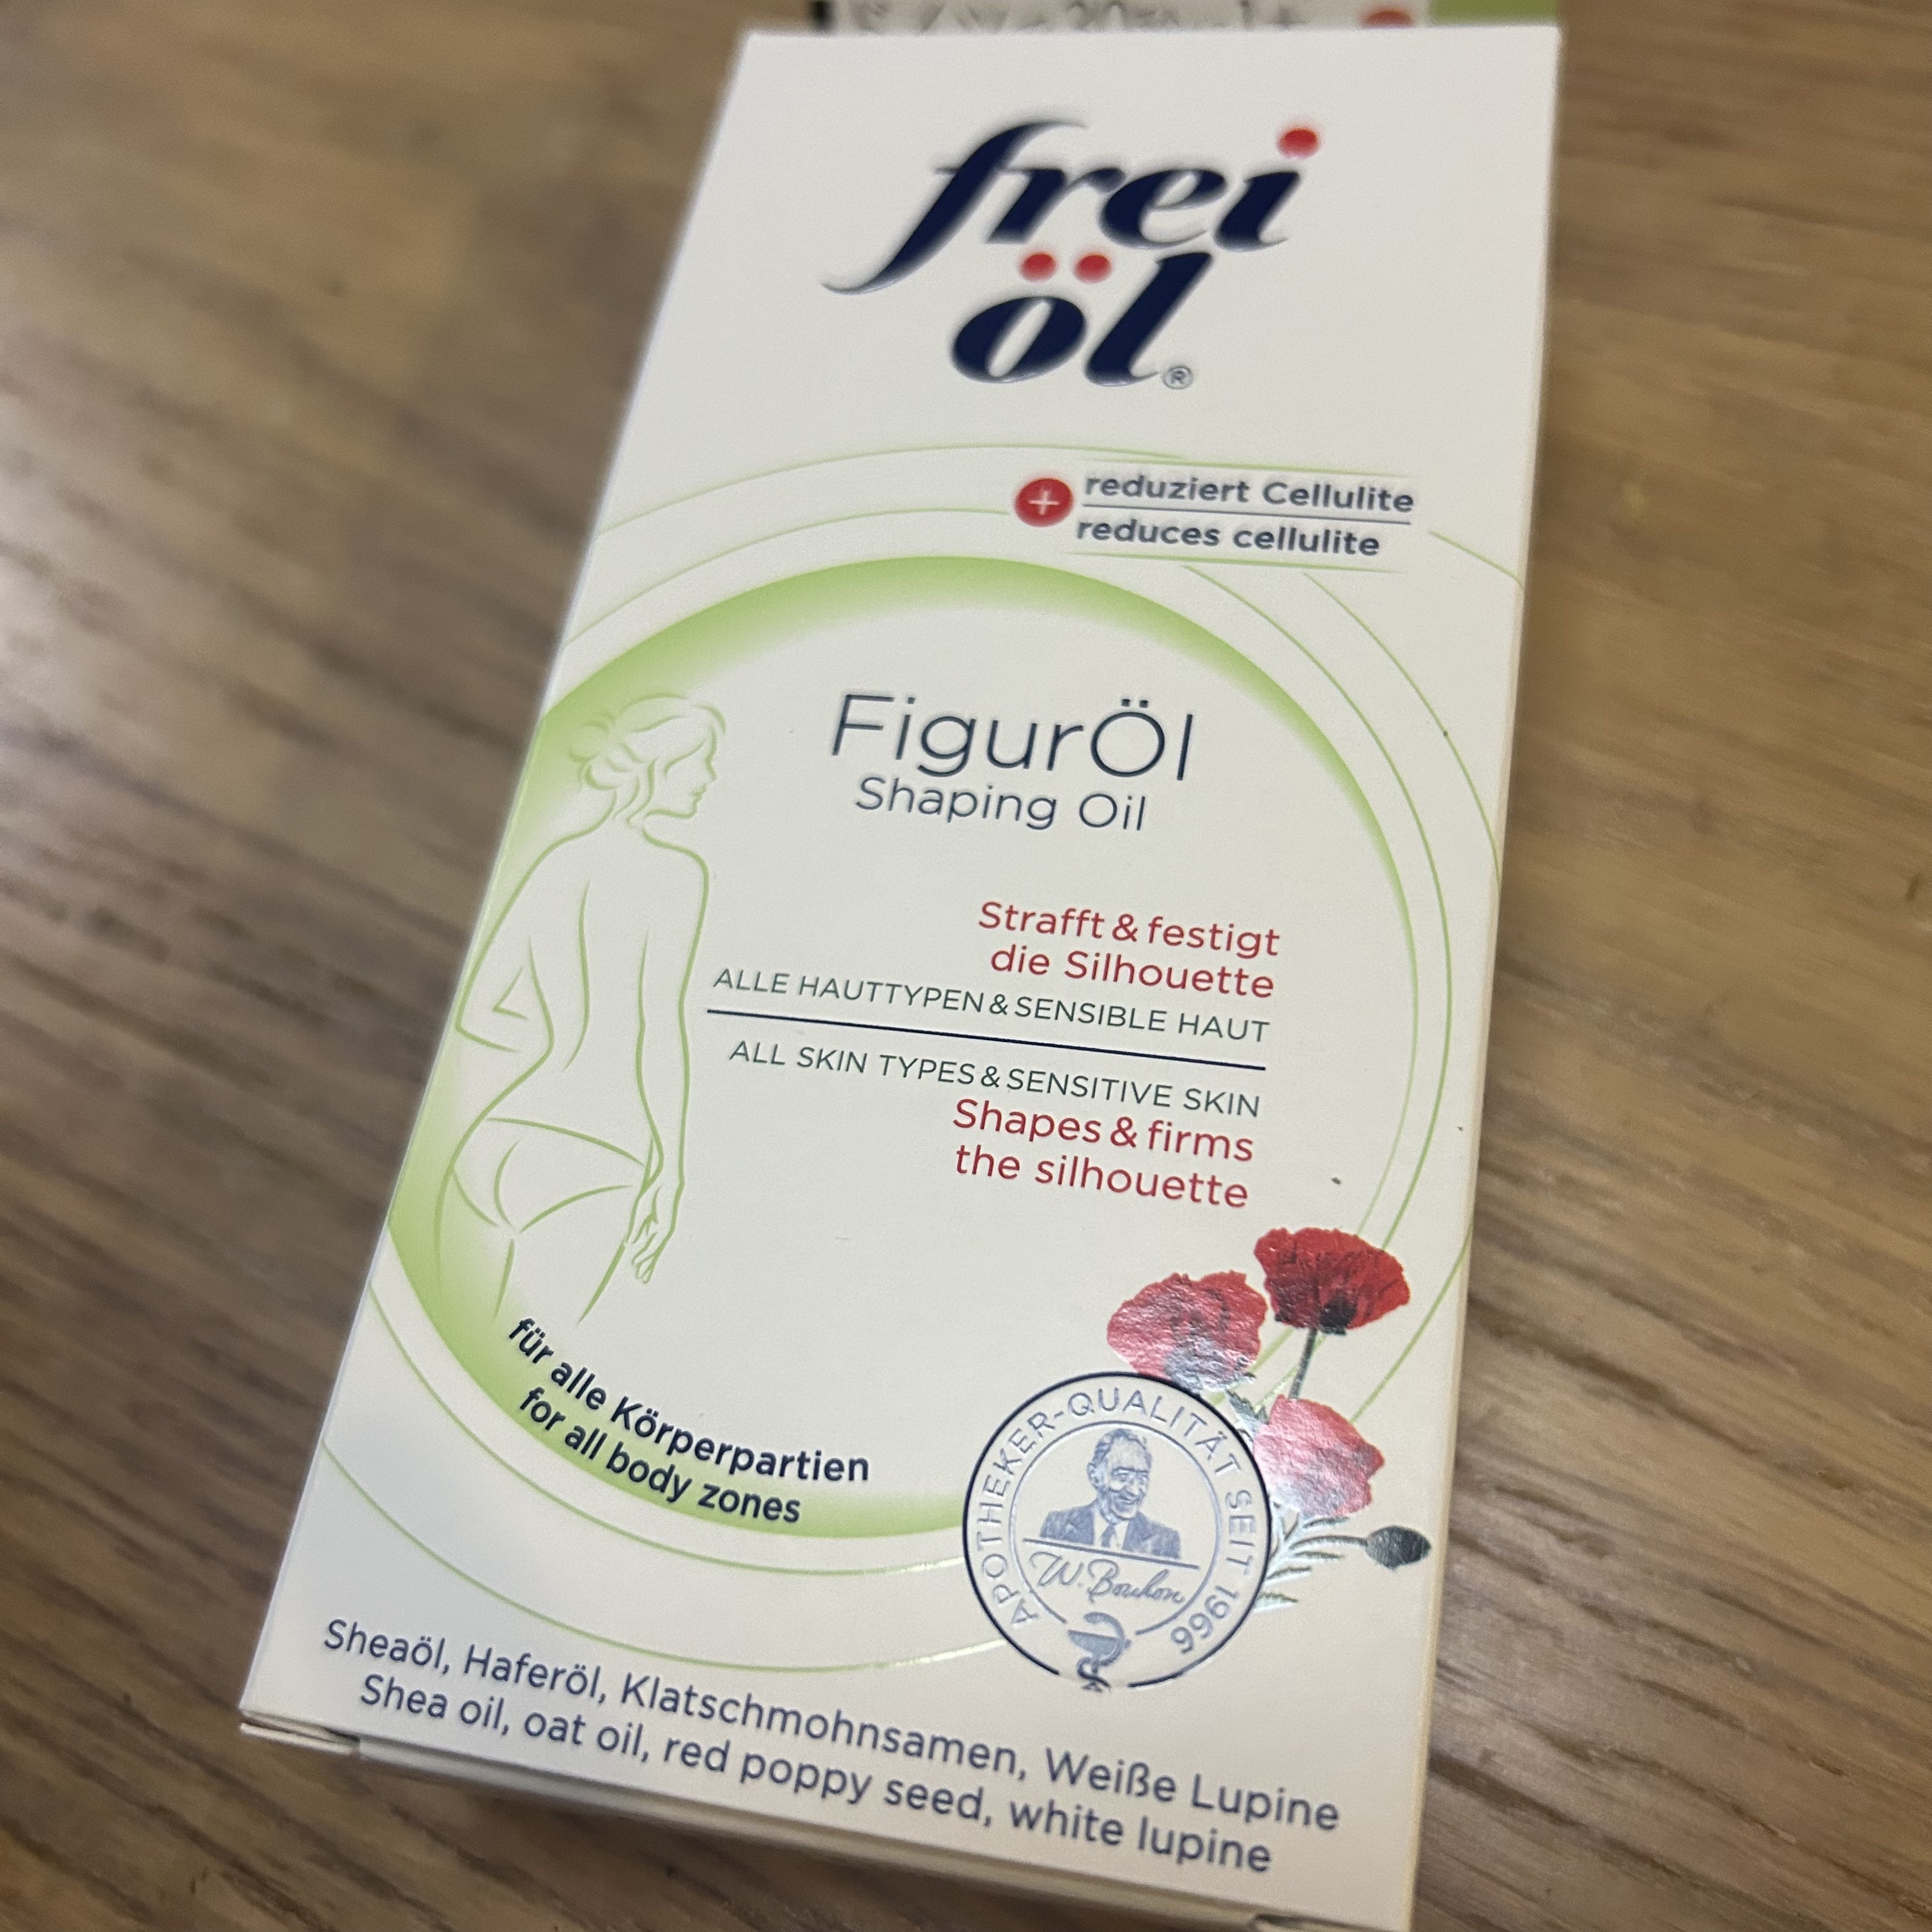 frei
öl®
+ reduziert Cellulite
reduces cellulite
FigurÖl
Shaping Oil
Strafft & festigt
die Silhouette
ALLE HAUTTYPEN & SENSIBLE HAUT
ALL SKIN TYPES & SENSITIVE SKIN
Shapes & firms
the silhouette
für alle Körperpartien
for all body zones
APOTHEKER-QUALITÄT SEIT 1966
W. Bouhon
Sheaöl, Haferöl, Klatschmohnsamen, Weiße Lupine
Shea oil, oat oil, red poppy seed, white lupine